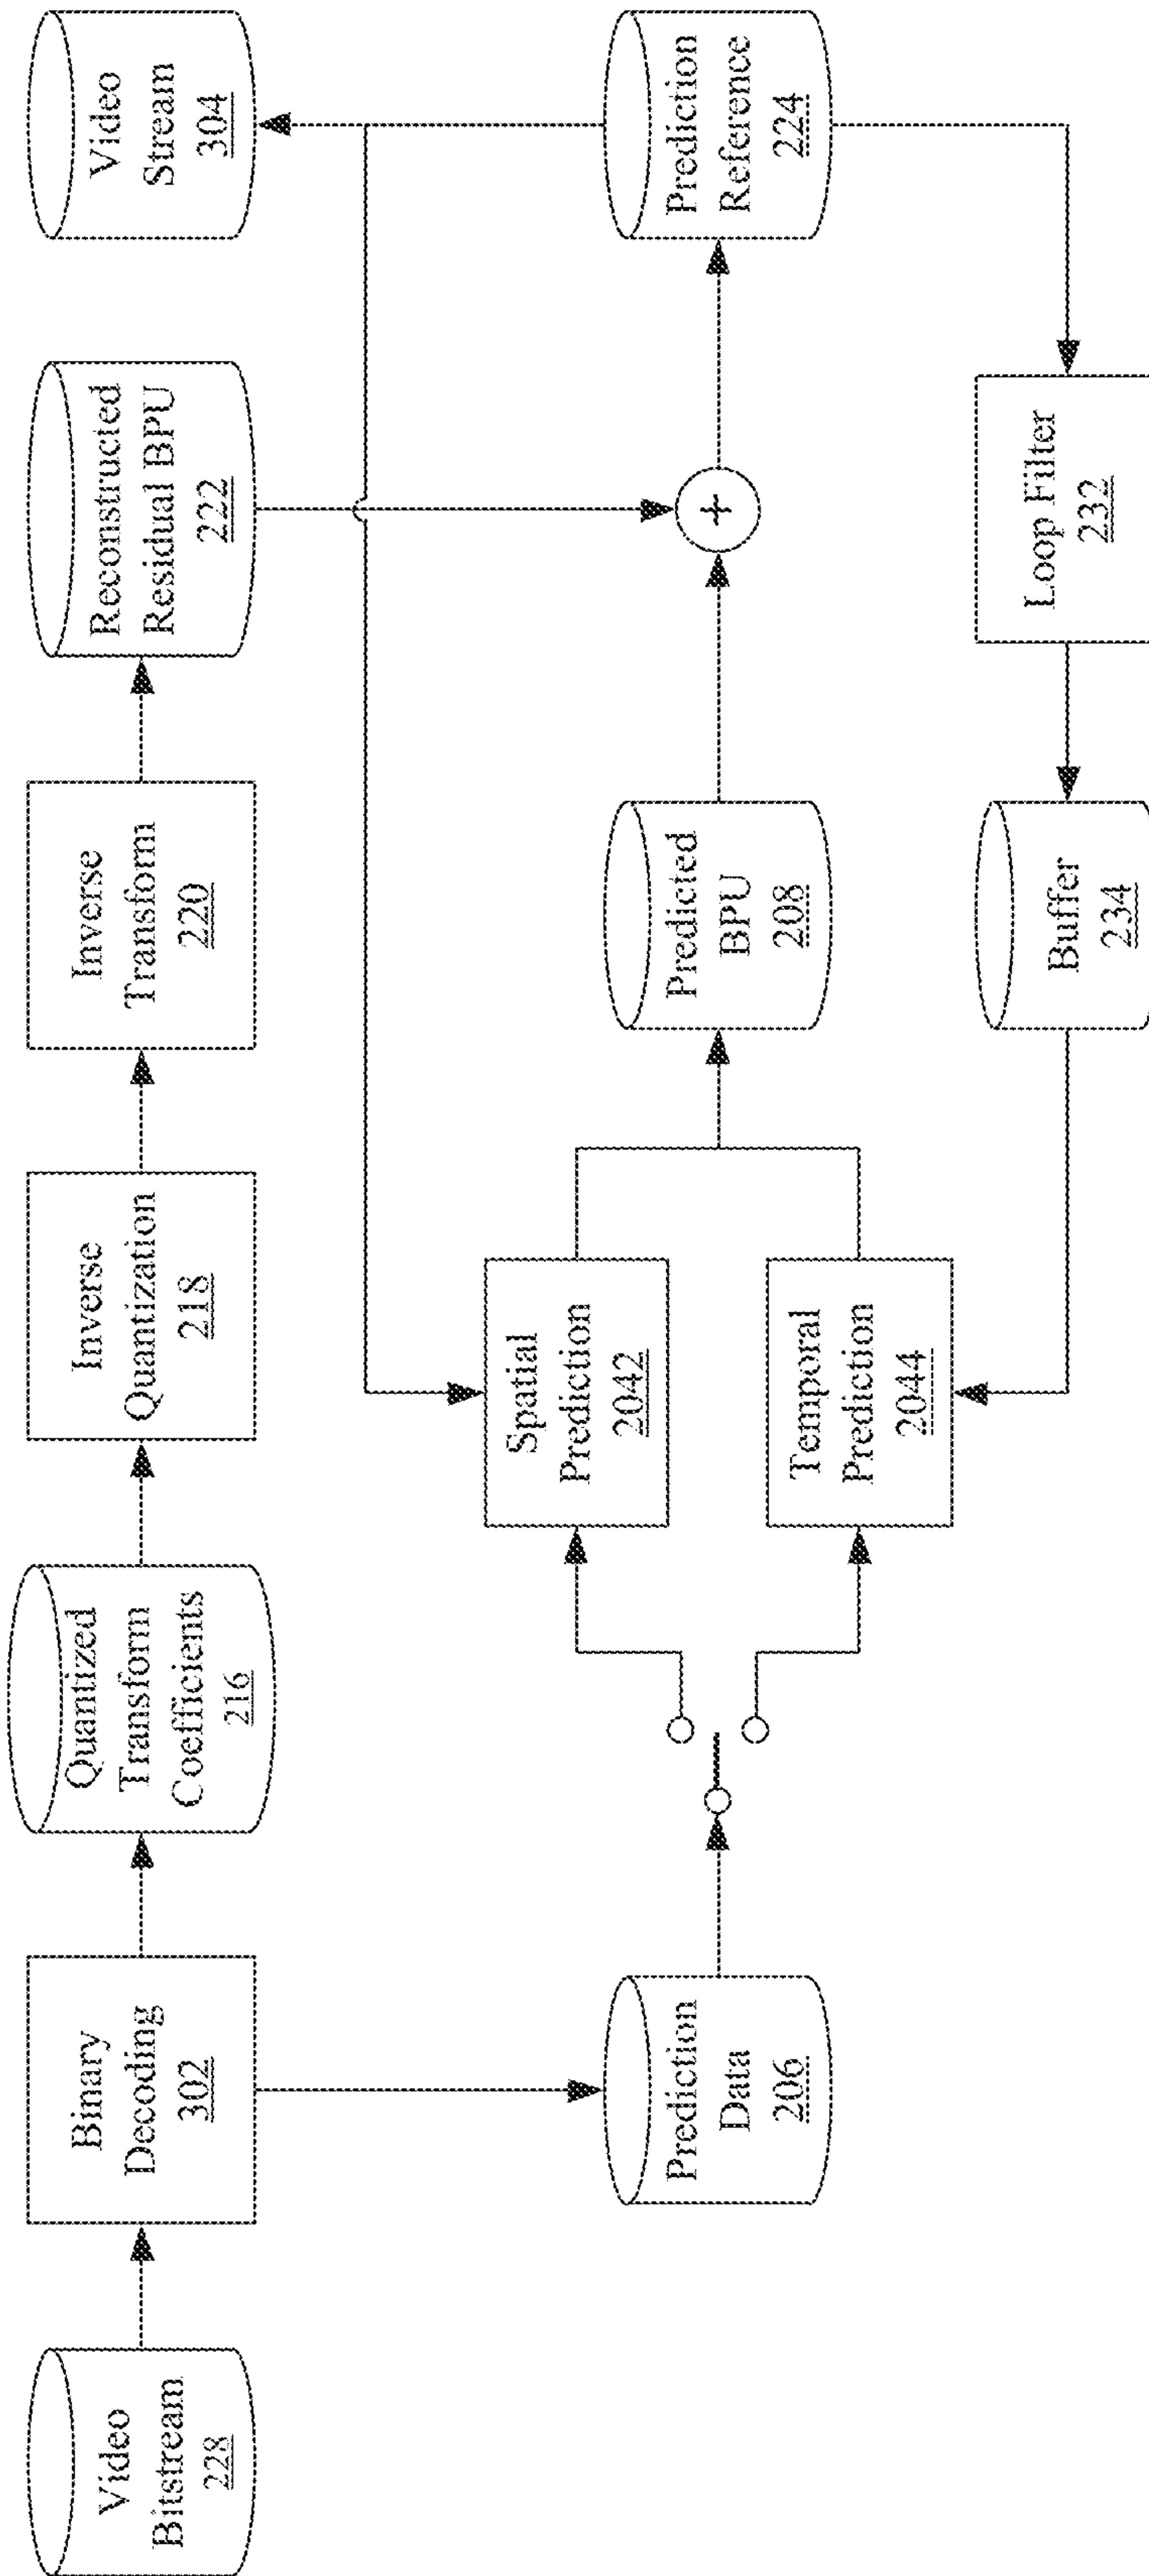 Video
Bitstream
228
Binary
Decoding
302
Quantized
Transform
Coefficients
216
Inverse
Quantization
218
Inverse
Transform
220
Reconstructed
Residual BPU
222
Video
Stream
304
Prediction
Data
206
Spatial
Prediction
2042
Temporal
Prediction
2044
Predicted
BPU
208
+
Prediction
Reference
224
Buffer
234
Loop Filter
232